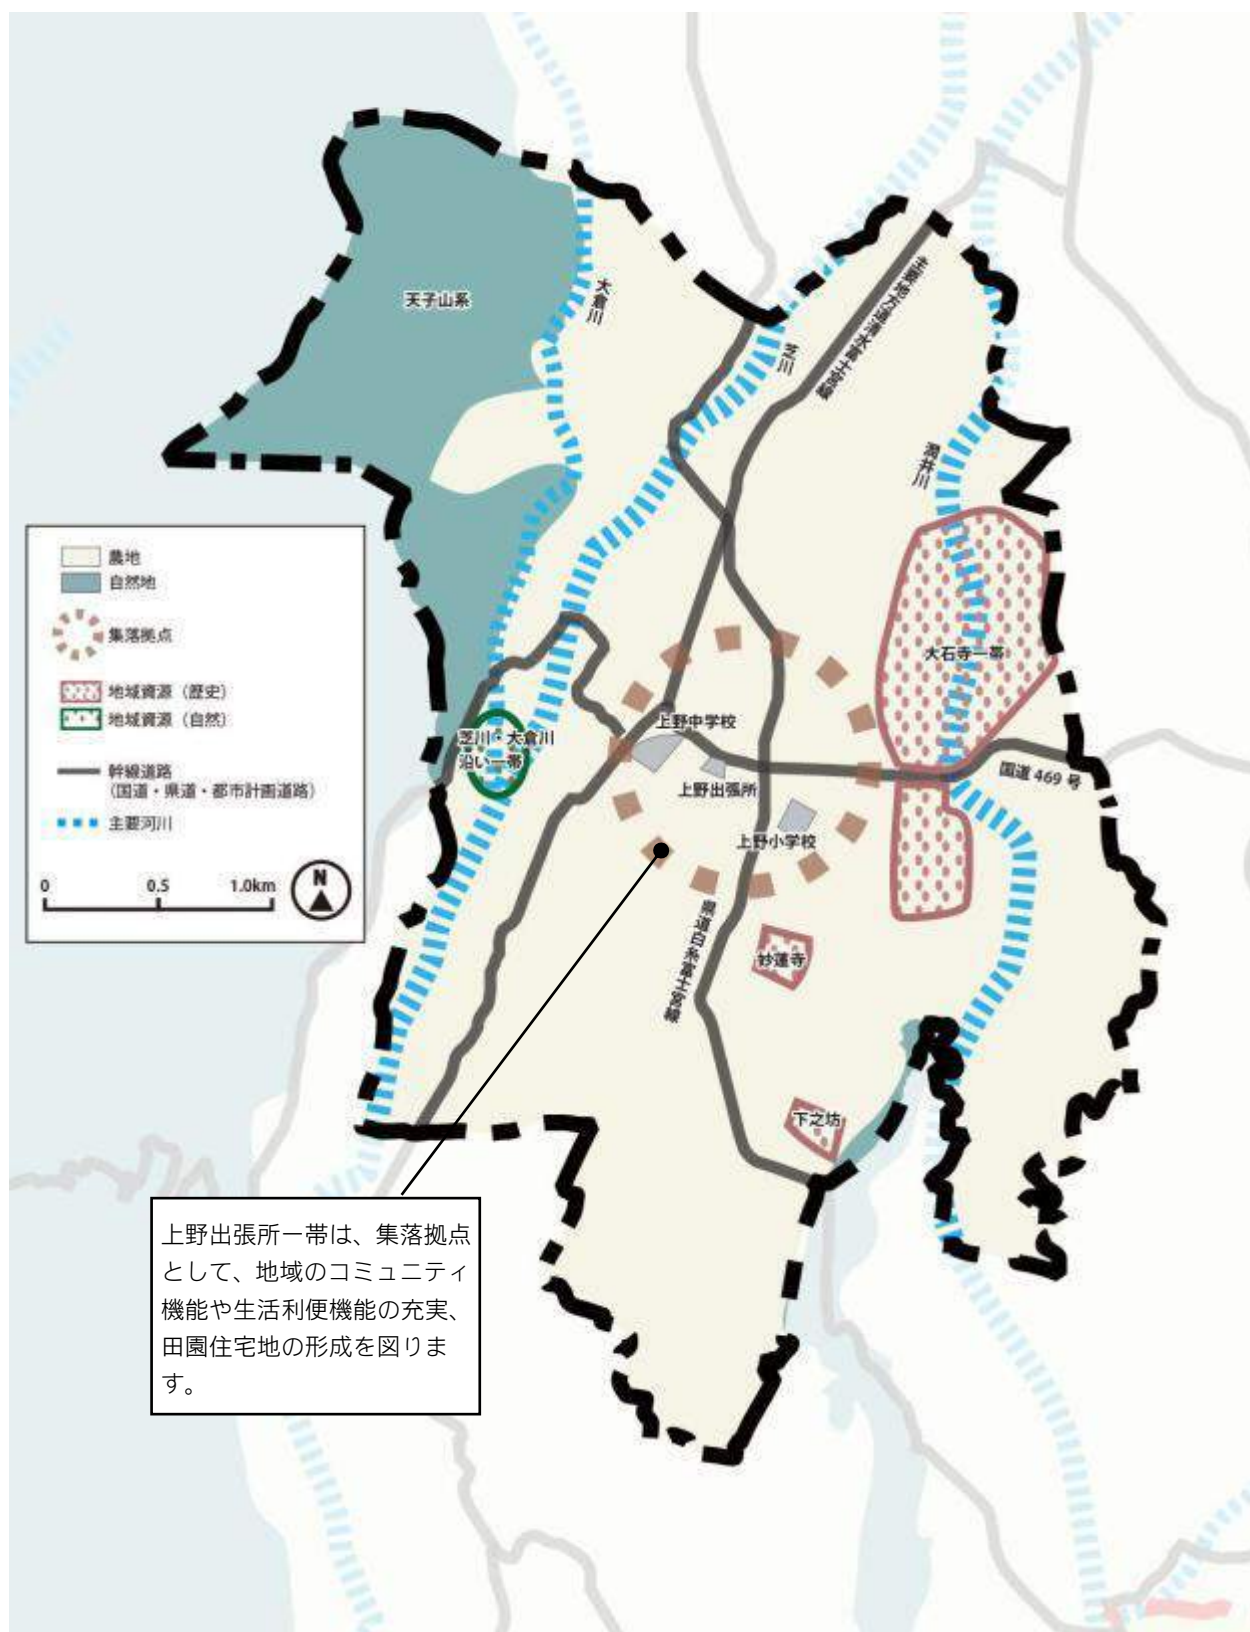 天子山系
大倉川
芝川
主要地方道清水富士宮線
潤井川
農地
自然地
集落拠点
地域資源（歴史）
地域資源（自然）
幹線道路
（国道・県道・都市計画道路）
主要河川
0 0.5 1.0km
N
大石寺一帯
上野中学校
芝川・大倉川
沿い一帯
国道 469 号
上野出張所
上野小学校
県道白糸富士宮線
妙蓮寺
下之坊
上野出張所一帯は、集落拠点
として、地域のコミュニティ
機能や生活利便機能の充実、
田園住宅地の形成を図りま
す。